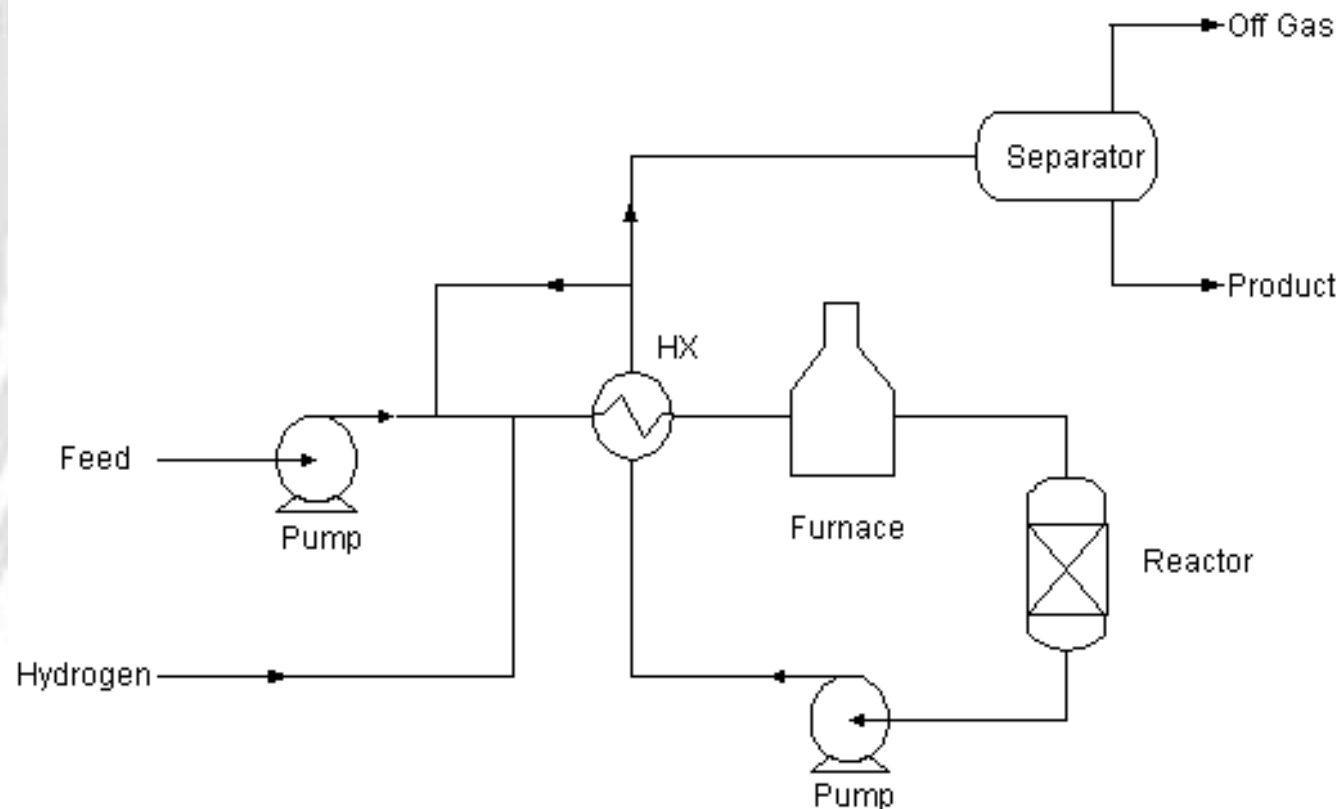 Off Gas
Separator
Product
HX
Feed
Pump
Furnace
Reactor
Hydrogen
Pump